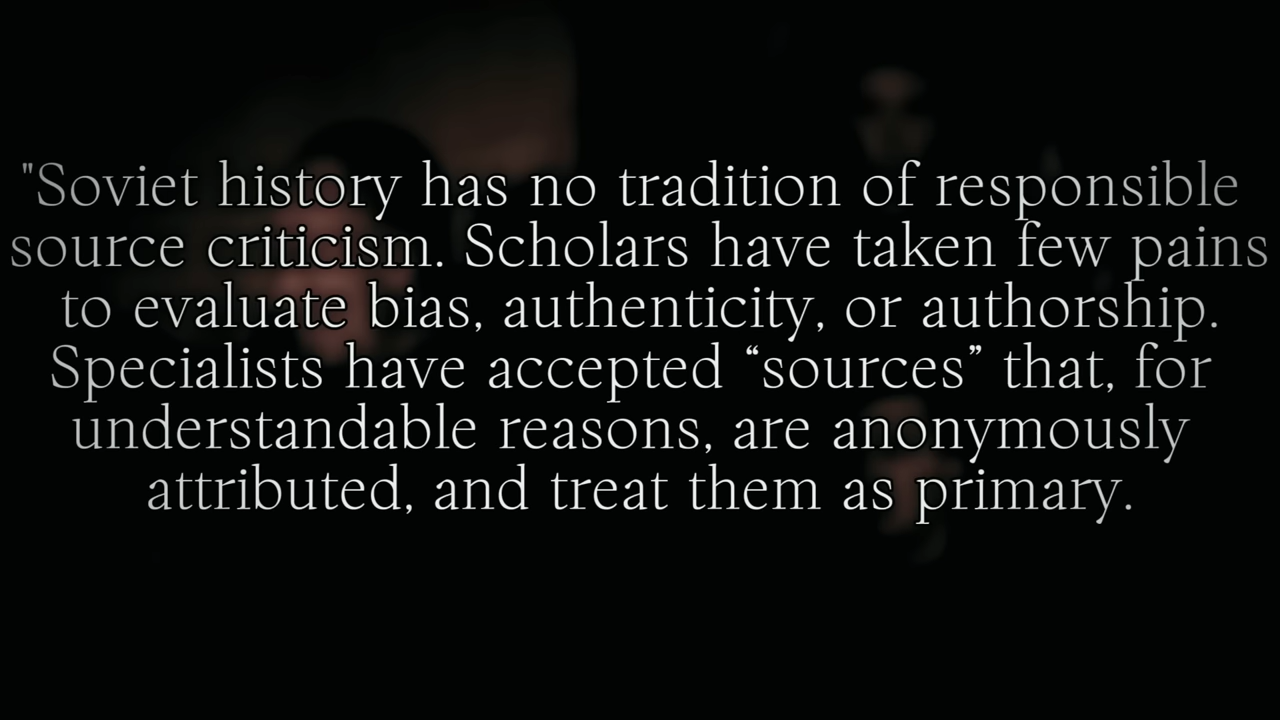 "Soviet history has no tradition of responsible
source criticism. Scholars have taken few pains
to evaluate bias, authenticity, or authorship.
Specialists have accepted “sources” that, for
understandable reasons, are anonymously
attributed, and treat them as primary.